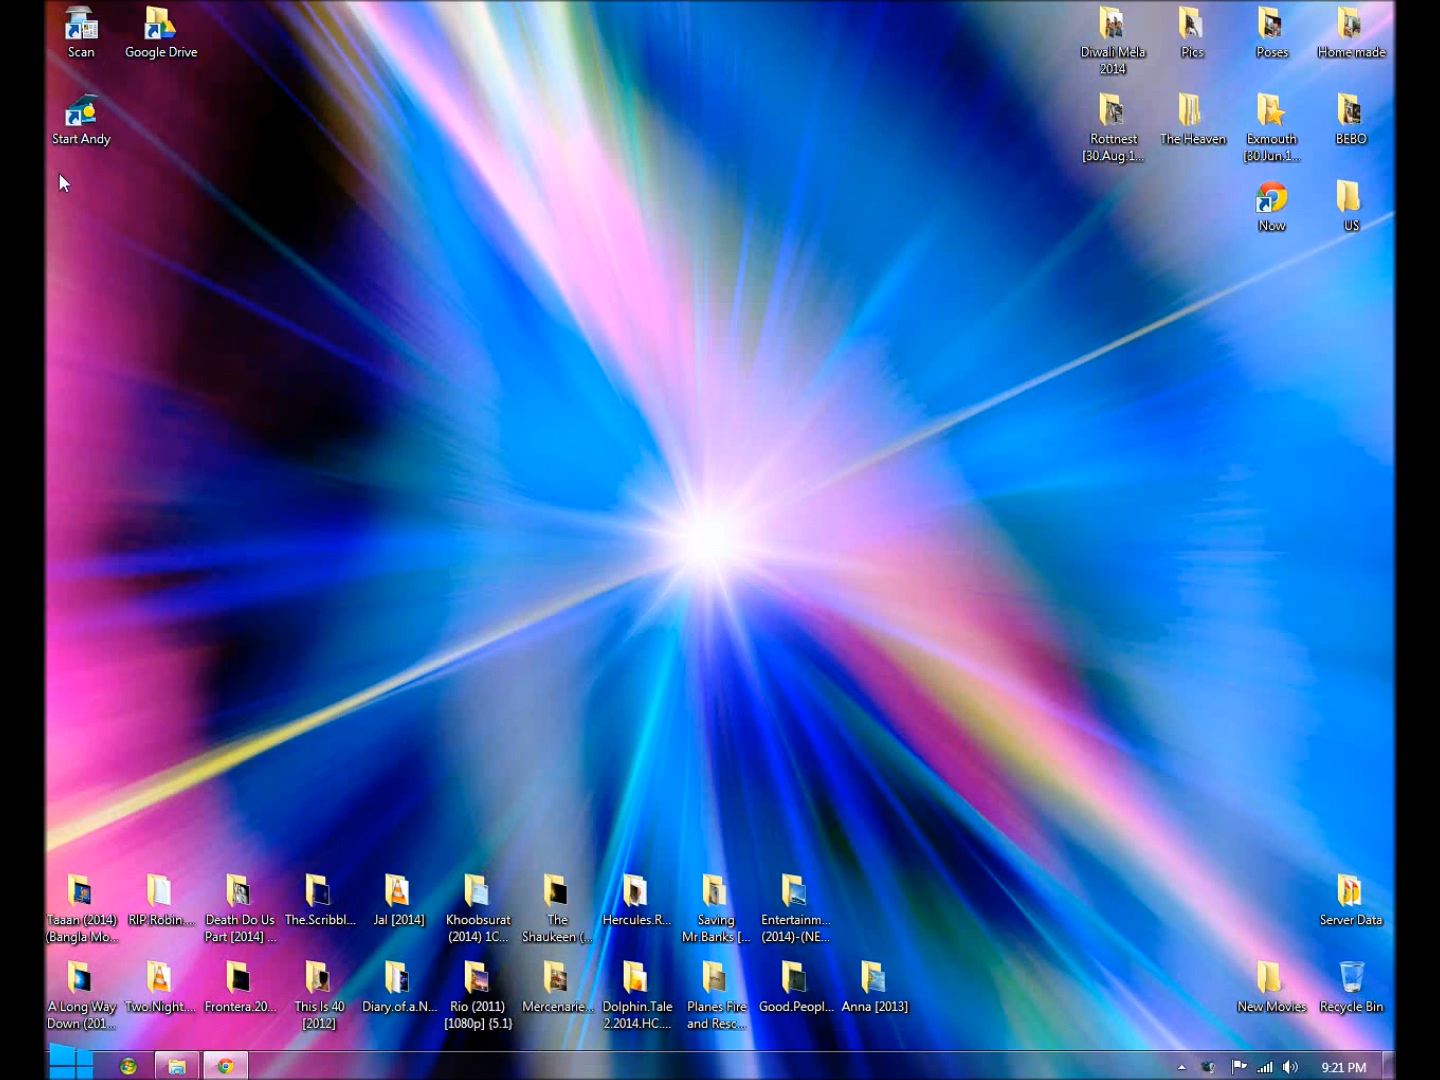 Scan
Google Drive
Diwali Mela
2014
Pics
Poses
Home made
Start Andy
Rottnest
[30.Aug.1...
The Heaven
Exmouth
[30.Jun.1...
BEBO
Now
US
Taaan (2014)
(Bangla Mo...
RIP.Robin....
Death Do Us
Part [2014] ...
The.Scribbl...
Jal [2014]
Khoobsurat
(2014) 1C...
The
Shaukeen (...
Hercules.R...
Saving
Mr.Banks [...
Entertainm...
(2014)-(NE...
Server Data
A Long Way
Down (201...
Two.Night....
Frontera.20...
This Is 40
[2012]
Diary.of.a.N...
Rio (2011)
[1080p] {5.1}
Mercenarie...
Dolphin.Tale
2.2014.HC....
Planes Fire
and Resc...
Good.Peopl...
Anna [2013]
New Movies
Recycle Bin
9:21 PM